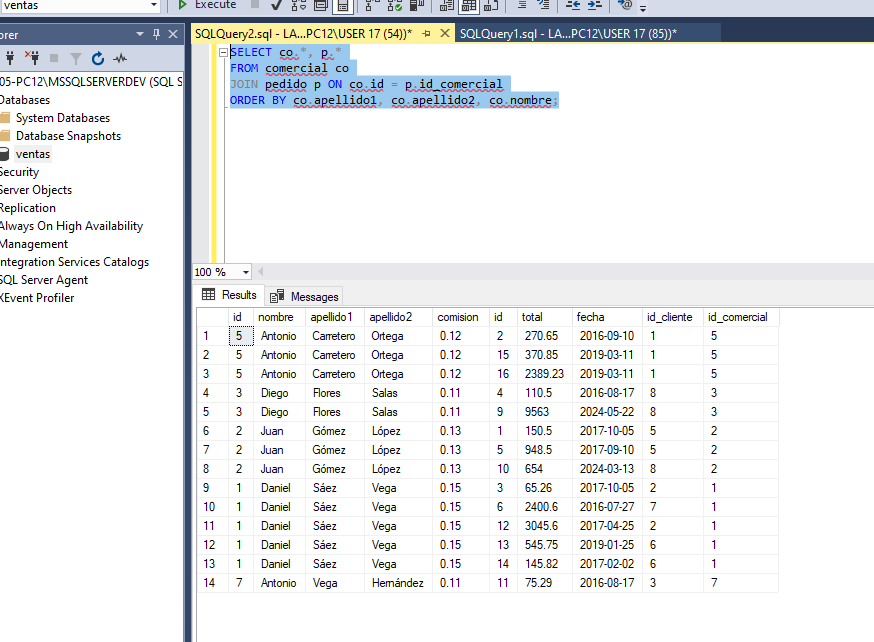 ventas
Execute
orer
05-PC12\MSSQLSERVERDEV (SQL S
Databases
System Databases
Database Snapshots
ventas
Security
Server Objects
Replication
Always On High Availability
Management
Integration Services Catalogs
SQL Server Agent
XEvent Profiler
SQLQuery2.sql - LA...PC12\USER 17 (54))* SQLQuery1.sql - LA...PC12\USER 17 (85))*
SELECT co.*, p.*
FROM comercial co
JOIN pedido p ON co.id = p.id_comercial
ORDER BY co.apellido1, co.apellido2, co.nombre;
100 %
Results Messages
id nombre apellido1 apellido2 comision id total fecha id_cliente id_comercial
1 5 Antonio Carretero Ortega 0.12 2 270.65 2016-09-10 1 5
2 5 Antonio Carretero Ortega 0.12 15 370.85 2019-03-11 1 5
3 5 Antonio Carretero Ortega 0.12 16 2389.23 2019-03-11 1 5
4 3 Diego Flores Salas 0.11 4 110.5 2016-08-17 8 3
5 3 Diego Flores Salas 0.11 9 9563 2024-05-22 8 3
6 2 Juan Gómez López 0.13 1 150.5 2017-10-05 5 2
7 2 Juan Gómez López 0.13 5 948.5 2017-09-10 5 2
8 2 Juan Gómez López 0.13 10 654 2024-03-13 8 2
9 1 Daniel Sáez Vega 0.15 3 65.26 2017-10-05 2 1
10 1 Daniel Sáez Vega 0.15 6 2400.6 2016-07-27 7 1
11 1 Daniel Sáez Vega 0.15 12 3045.6 2017-04-25 2 1
12 1 Daniel Sáez Vega 0.15 13 545.75 2019-01-25 6 1
13 1 Daniel Sáez Vega 0.15 14 145.82 2017-02-02 6 1
14 7 Antonio Vega Hernández 0.11 11 75.29 2016-08-17 3 7